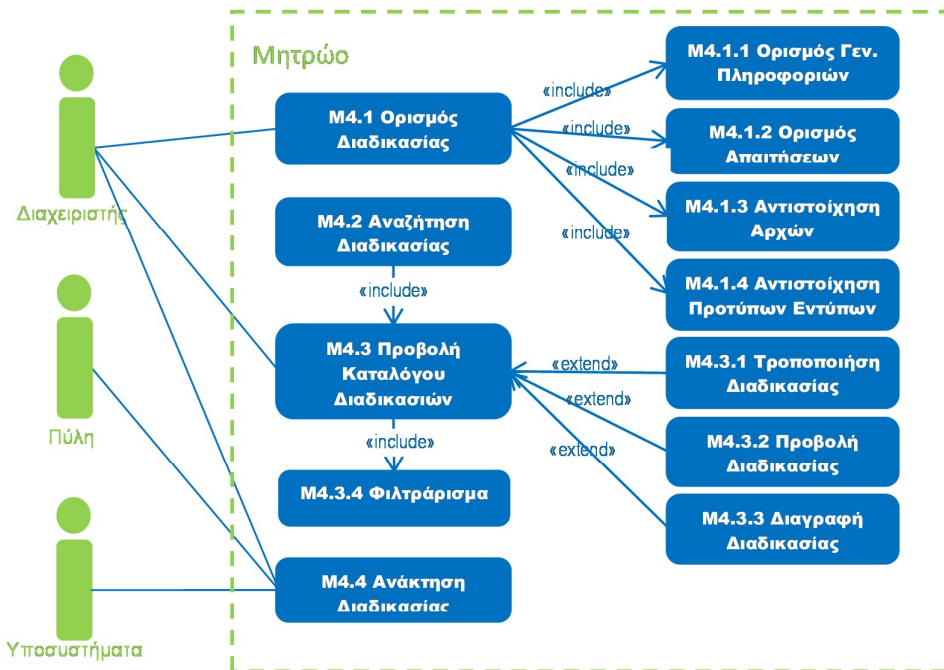 Μητρώο
Διαχειριστής
Πύλη
Υποσυστήματα
Μ4.1 Ορισμός
Διαδικασίας
Μ4.2 Αναζήτηση
Διαδικασίας
«include»
Μ4.3 Προβολή
Καταλόγου
Διαδικασιών
«include»
Μ4.3.4 Φιλτράρισμα
Μ4.4 Ανάκτηση
Διαδικασίας
«include»
«include»
«include»
«include»
«extend»
«extend»
«extend»
Μ4.1.1 Ορισμός Γεν.
Πληροφοριών
Μ4.1.2 Ορισμός
Απαιτήσεων
Μ4.1.3 Αντιστοίχηση
Αρχών
Μ4.1.4 Αντιστοίχηση
Προτύπων Εντύπων
Μ4.3.1 Τροποποιήση
Διαδικασίας
Μ4.3.2 Προβολή
Διαδικασίας
Μ4.3.3 Διαγραφή
Διαδικασίας